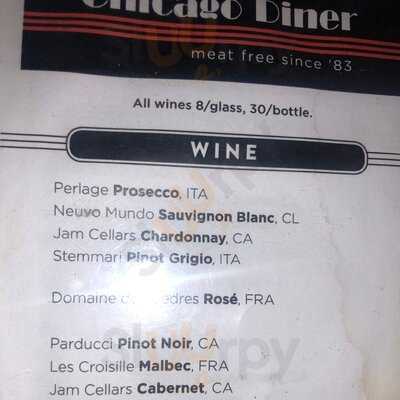 Chicago Diner
meat free since '83
All wines 8/glass, 30/bottle.
WINE
Perlage Prosecco, ITA
Neuvo Mundo Sauvignon Blanc, CL
Jam Cellars Chardonnay, CA
Stemmari Pinot Grigio, ITA
Domaine Rosé, FRA
Parducci Pinot Noir, CA
Les Croisille Malbec, FRA
Jam Cellars Cabernet, CA